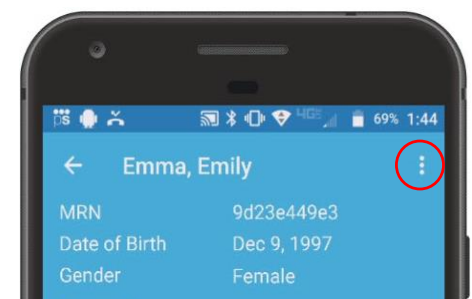 69% 1:44
Emma, Emily
MRN 9d23e449e3
Date of Birth Dec 9, 1997
Gender Female